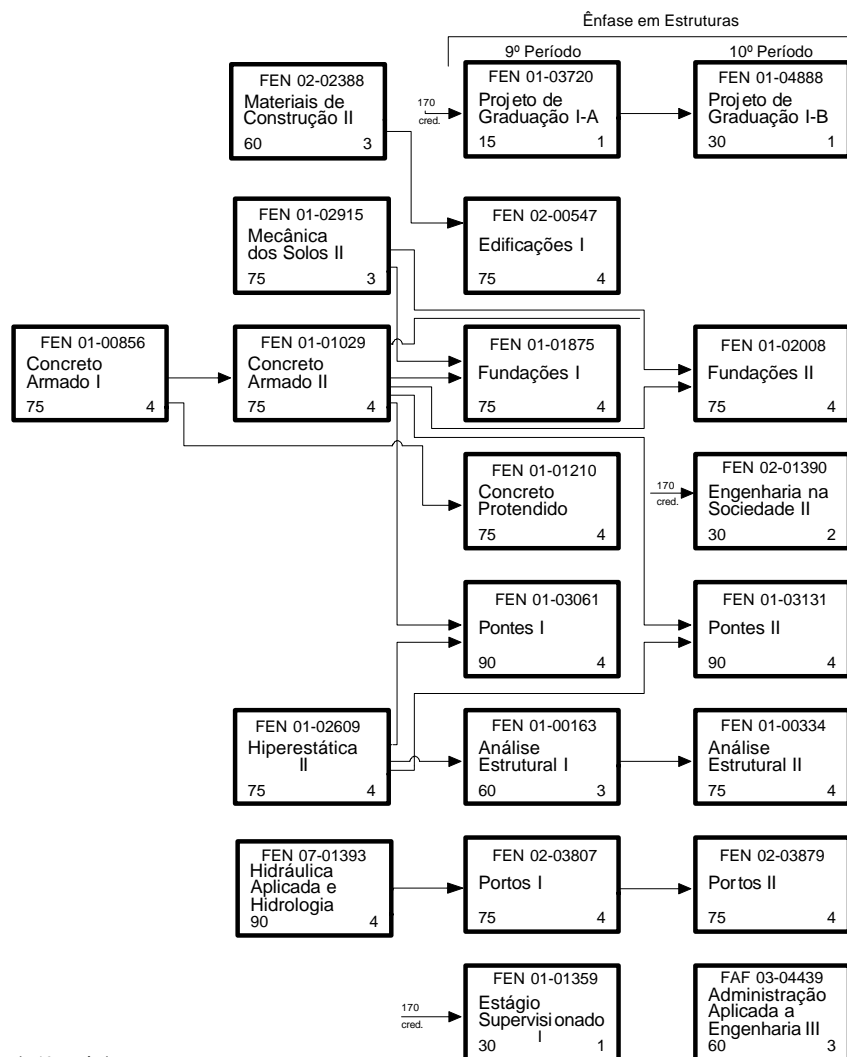 Ênfase em Estruturas
9º Período
10º Período
FEN 02-02388
Materiais de
Construção II
60 3
170
cred.
FEN 01-03720
Projeto de
Graduação I-A
15 1
FEN 01-04888
Projeto de
Graduação I-B
30 1
FEN 01-02915
Mecânica
dos Solos II
75 3
FEN 02-00547
Edificações I
75 4
FEN 01-00856
Concreto
Armado I
75 4
FEN 01-01029
Concreto
Armado II
75 4
FEN 01-01875
Fundações I
75 4
FEN 01-02008
Fundações II
75 4
FEN 01-01210
Concreto
Protendido
75 4
170
cred.
FEN 02-01390
Engenharia na
Sociedade II
30 2
FEN 01-03061
Pontes I
90 4
FEN 01-03131
Pontes II
90 4
FEN 01-02609
Hiperestática
II
75 4
FEN 01-00163
Análise
Estrutural I
60 3
FEN 01-00334
Análise
Estrutural II
75 4
FEN 07-01393
Hidráulica
Aplicada e
Hidrologia
90 4
FEN 02-03807
Portos I
75 4
FEN 02-03879
Portos II
75 4
170
cred.
FEN 01-01359
Estágio
Supervisionado
I
30 1
FAF 03-04439
Administração
Aplicada a
Engenharia III
60 3